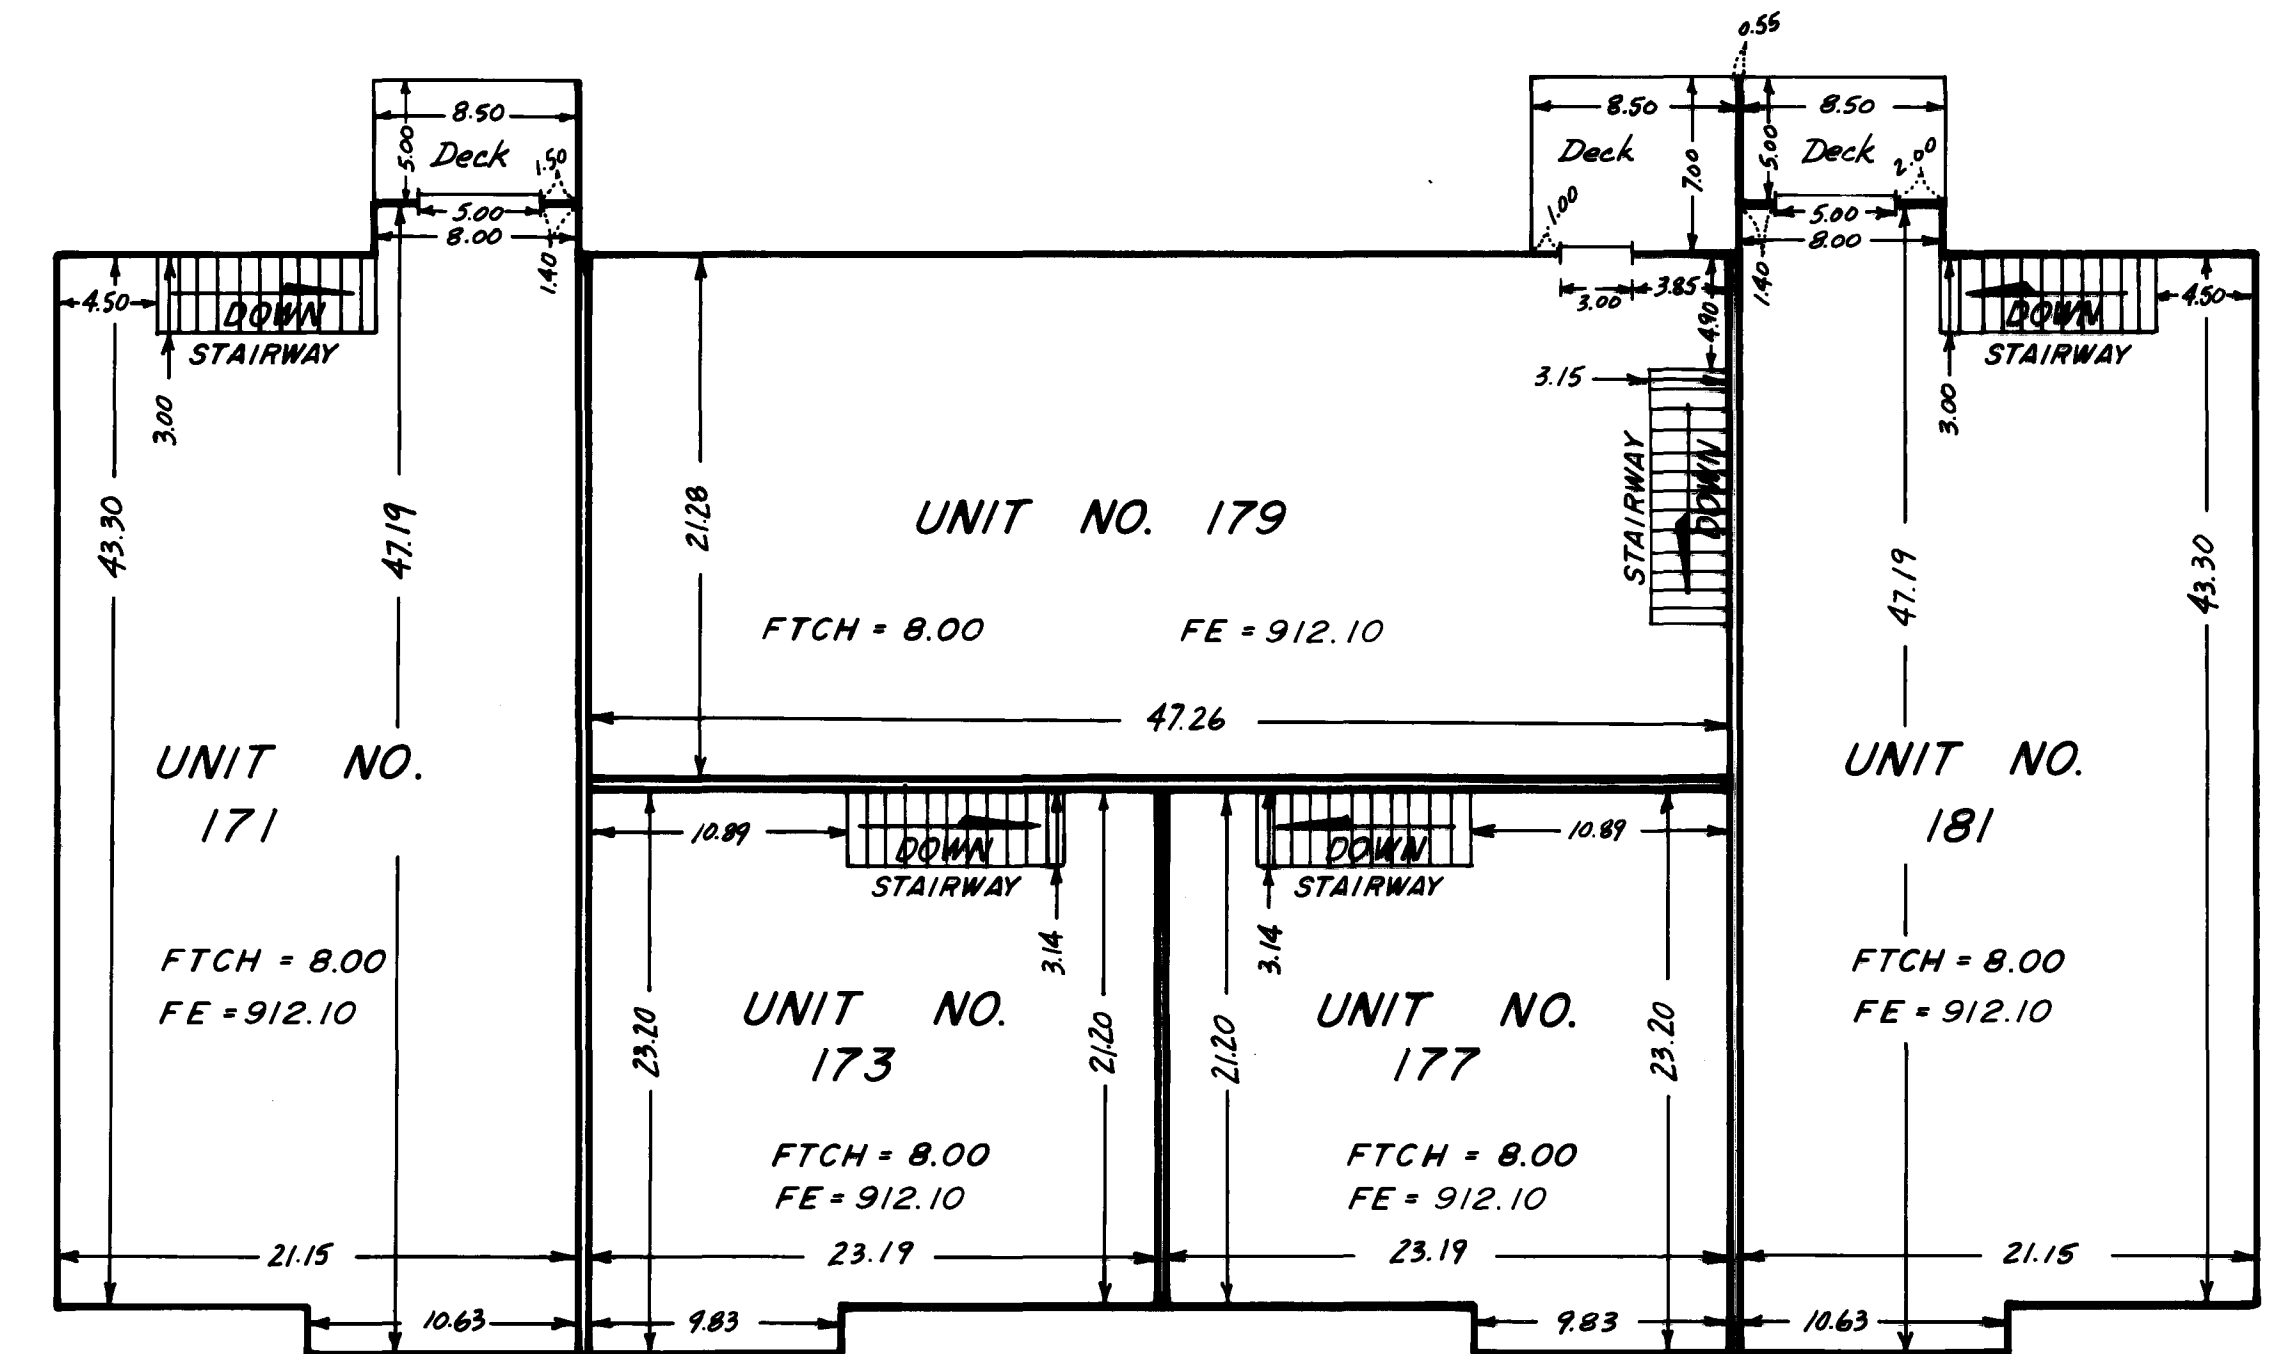 0.55
8.50
5.00
Deck
1.50
5.00
8.00
1.40
8.50
Deck
7.00
1.00
3.00
3.85
4.90
8.50
5.00
Deck
2.00
5.00
8.00
1.40
4.50
DOWN
STAIRWAY
3.00
43.30
47.19
UNIT NO.
171
FTCH = 8.00
FE = 912.10
21.15
10.63
21.28
UNIT NO. 179
FTCH = 8.00 FE = 912.10
47.26
3.15
STAIRWAY
DOWN
10.89
DOWN
STAIRWAY
3.14
23.20
21.20
UNIT NO.
173
FTCH = 8.00
FE = 912.10
23.19
9.83
10.89
DOWN
STAIRWAY
3.14
21.20
23.20
UNIT NO.
177
FTCH = 8.00
FE = 912.10
23.19
9.83
DOWN
STAIRWAY
4.50
3.00
47.19
43.30
UNIT NO.
181
FTCH = 8.00
FE = 912.10
21.15
10.63